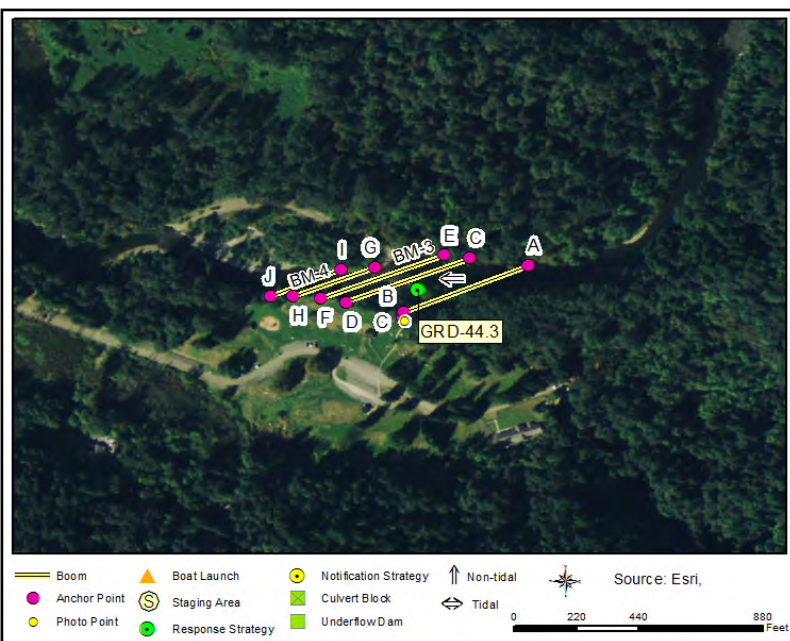 I G E C A
J BM-4 BM-3
H F D B
C
GRD-44.3
Boom Boat Launch Notification Strategy Non-tidal Source: Esri,
Anchor Point Staging Area Culvert Block Tidal
Photo Point Response Strategy Underflow Dam
S
0 220 440 880
Feet